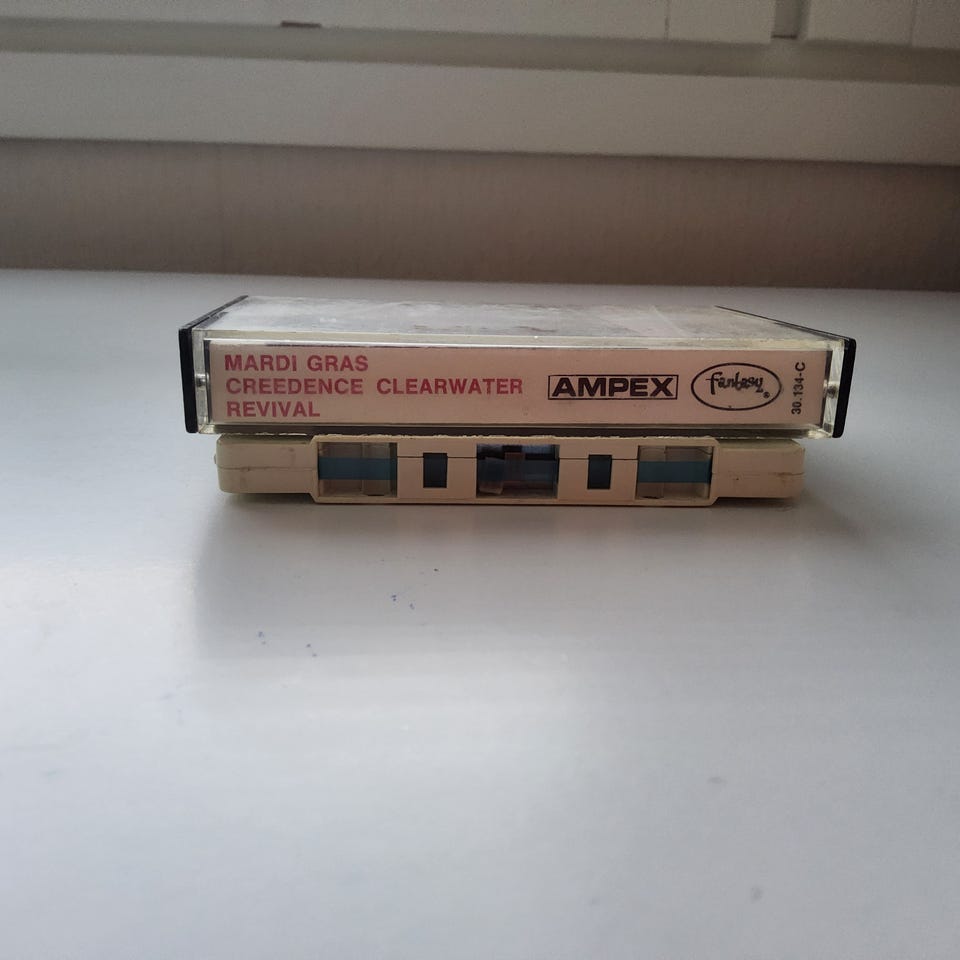 MARDI GRAS
CREEDENCE CLEARWATER
REVIVAL
AMPEX
Fantasy ®
30.134-C